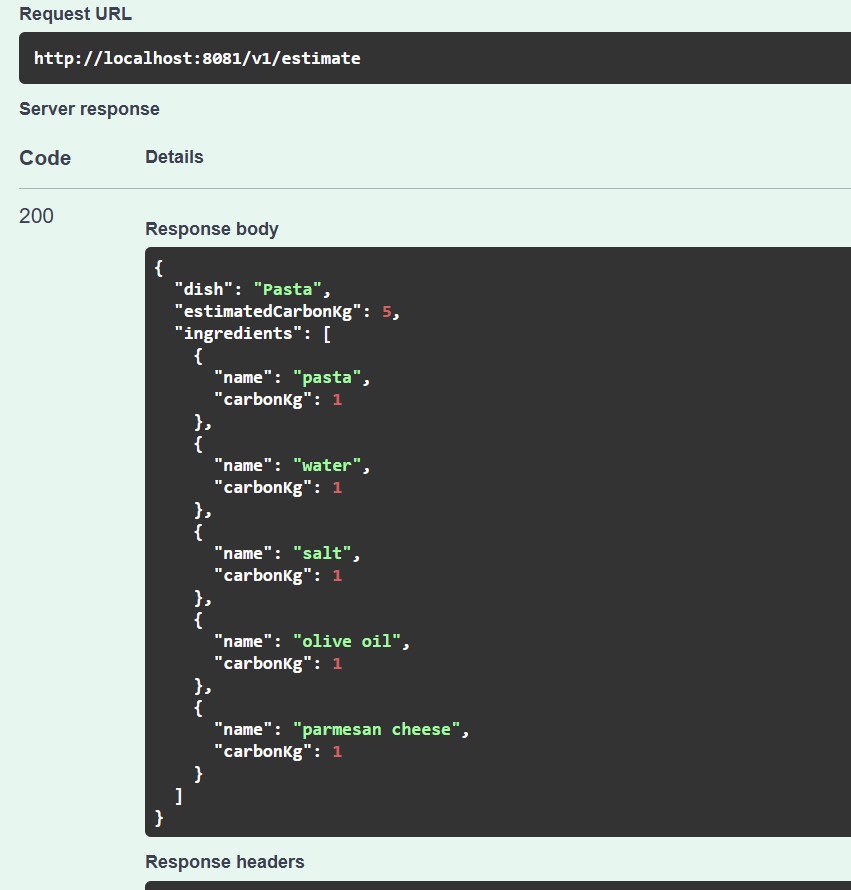 Request URL
http://localhost:8081/v1/estimate
Server response
Code Details
200
Response body
{
  "dish": "Pasta",
  "estimatedCarbonKg": 5,
  "ingredients": [
    {
      "name": "pasta",
      "carbonKg": 1
    },
    {
      "name": "water",
      "carbonKg": 1
    },
    {
      "name": "salt",
      "carbonKg": 1
    },
    {
      "name": "olive oil",
      "carbonKg": 1
    },
    {
      "name": "parmesan cheese",
      "carbonKg": 1
    }
  ]
}
Response headers